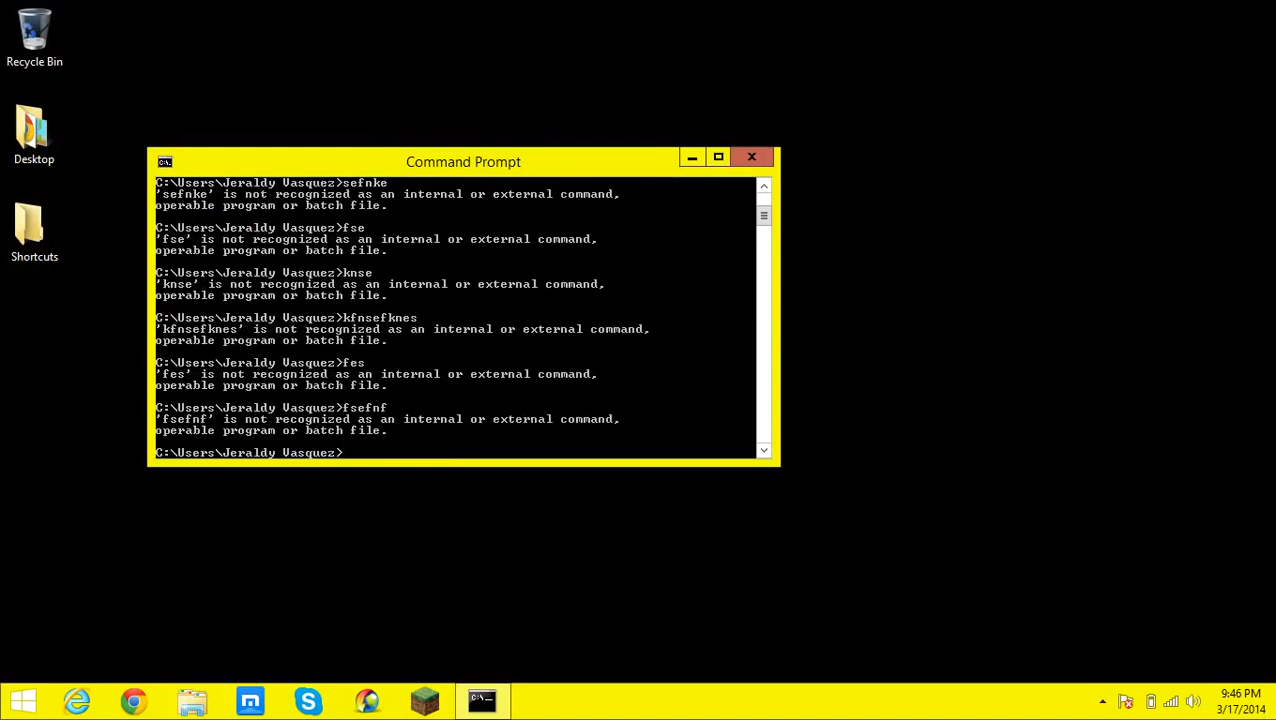 Recycle Bin
Desktop
Shortcuts
C:\.
Command Prompt
C:\Users\Jeraldy Vasquez>sefnke
'sefnke' is not recognized as an internal or external command,
operable program or batch file.
C:\Users\Jeraldy Vasquez>fse
'fse' is not recognized as an internal or external command,
operable program or batch file.
C:\Users\Jeraldy Vasquez>knse
'knse' is not recognized as an internal or external command,
operable program or batch file.
C:\Users\Jeraldy Vasquez>kfnsefknes
'kfnsefknes' is not recognized as an internal or external command,
operable program or batch file.
C:\Users\Jeraldy Vasquez>fes
'fes' is not recognized as an internal or external command,
operable program or batch file.
C:\Users\Jeraldy Vasquez>fsefnf
'fsefnf' is not recognized as an internal or external command,
operable program or batch file.
C:\Users\Jeraldy Vasquez>
9:46 PM
3/17/2014